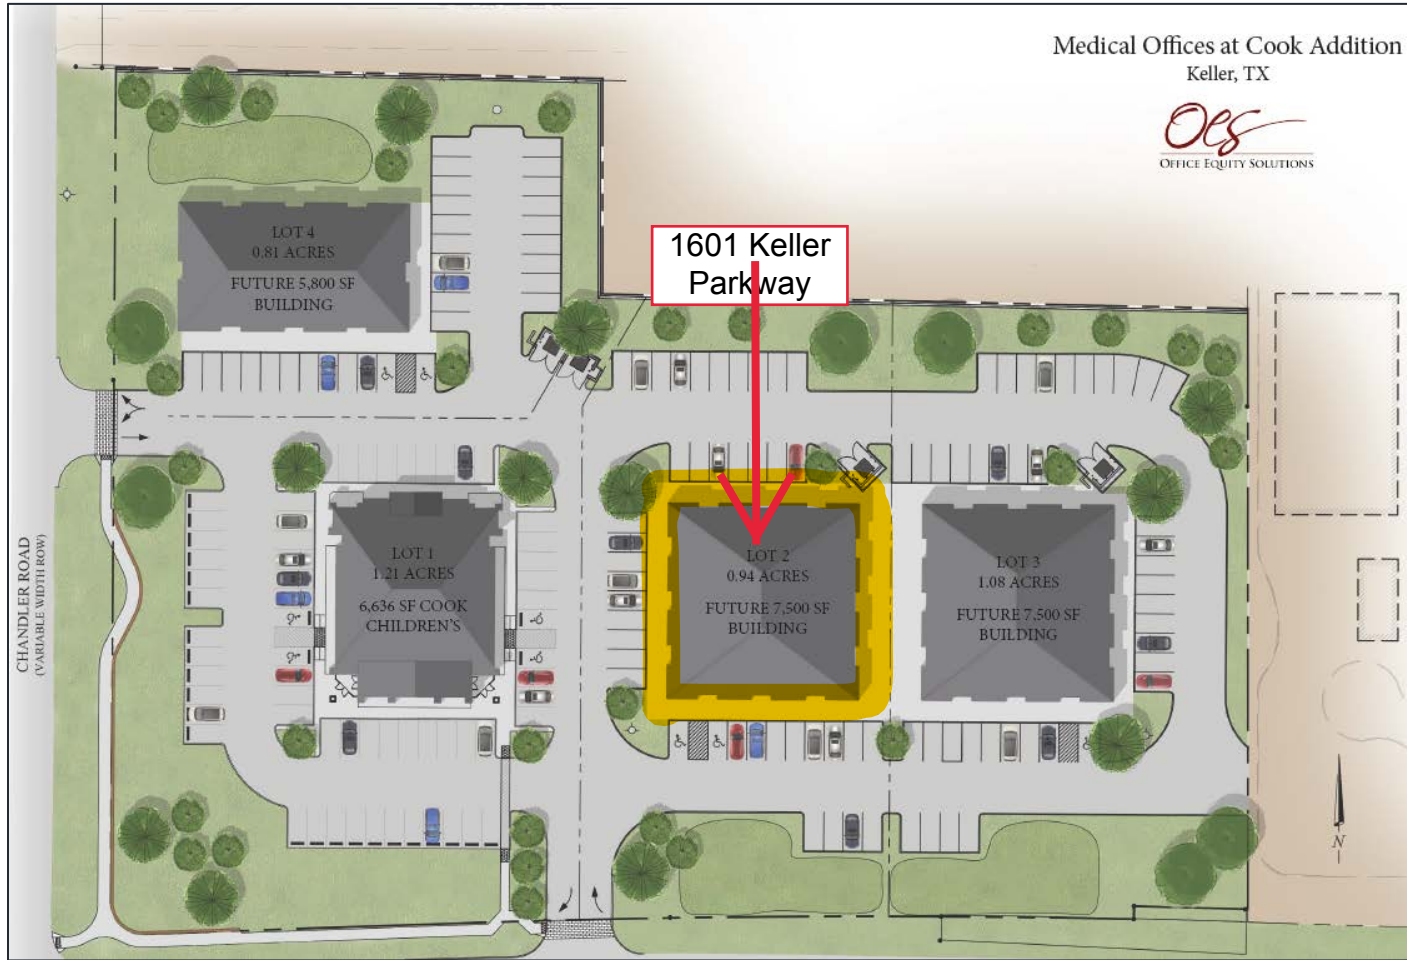 Medical Offices at Cook Addition
Keller, TX
Oes
OFFICE EQUITY SOLUTIONS
1601 Keller
Parkway
LOT 4
0.81 ACRES
FUTURE 5,800 SF
BUILDING
LOT 1
1.21 ACRES
6,636 SF COOK
CHILDREN'S
LOT 2
0.94 ACRES
FUTURE 7,500 SF
BUILDING
LOT 3
1.08 ACRES
FUTURE 7,500 SF
BUILDING
CHANDLER ROAD
(VARIABLE WIDTH ROW)
N